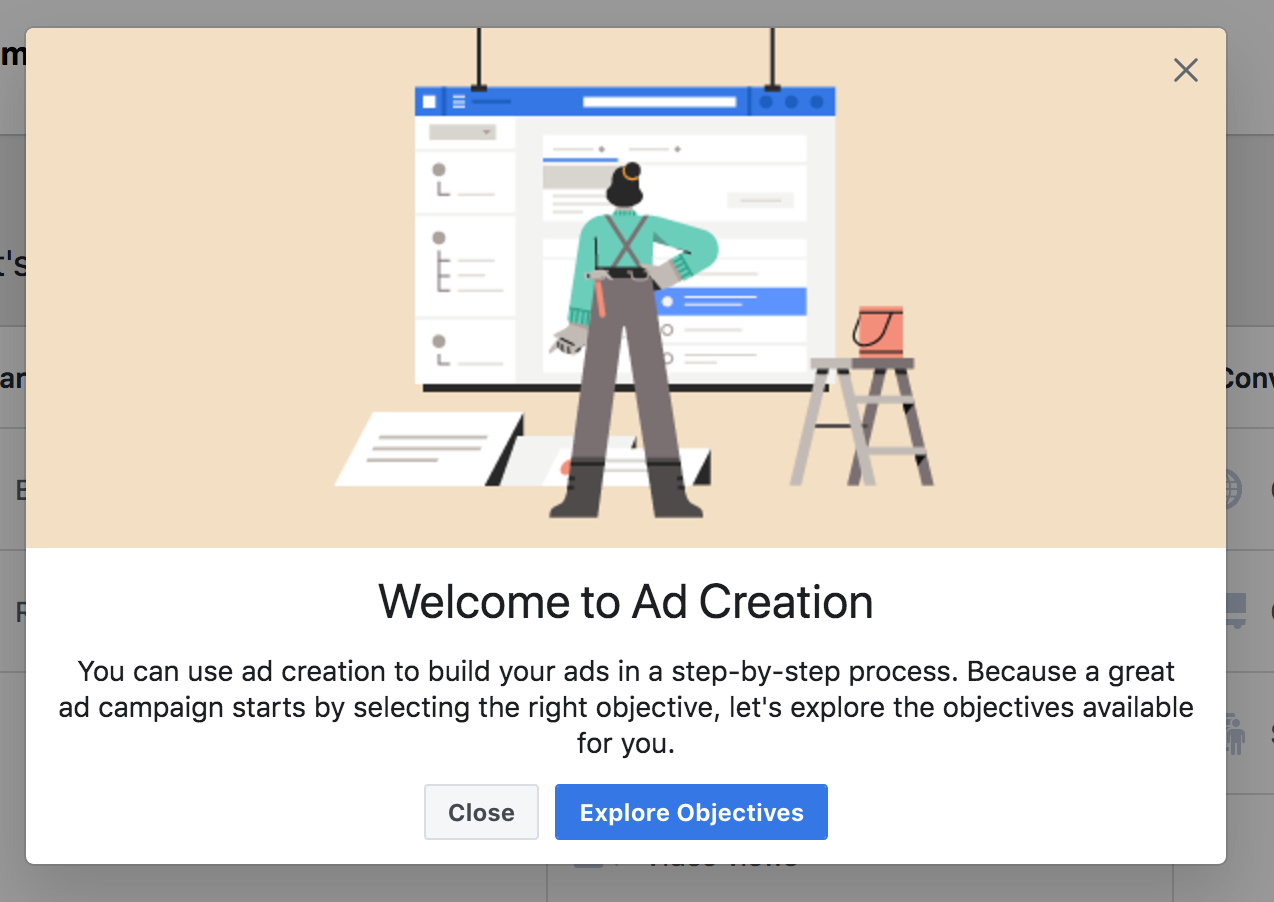 Welcome to Ad Creation
You can use ad creation to build your ads in a step-by-step process. Because a great
ad campaign starts by selecting the right objective, let's explore the objectives available
for you.
Close
Explore Objectives